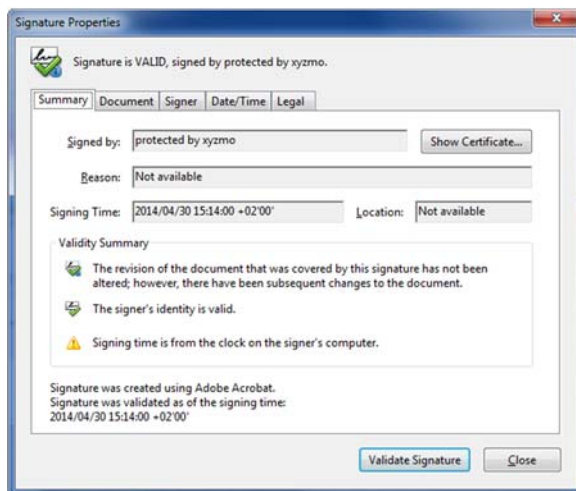 Signature Properties
Signature is VALID, signed by protected by xyzmo.
Summary Document Signer Date/Time Legal
Signed by: protected by xyzmo Show Certificate...
Reason: Not available
Signing Time: 2014/04/30 15:14:00 +02'00' Location: Not available
Validity Summary
The revision of the document that was covered by this signature has not been
altered; however, there have been subsequent changes to the document.
The signer's identity is valid.
Signing time is from the clock on the signer's computer.
Signature was created using Adobe Acrobat.
Signature was validated as of the signing time:
2014/04/30 15:14:00 +02'00'
Validate Signature Close